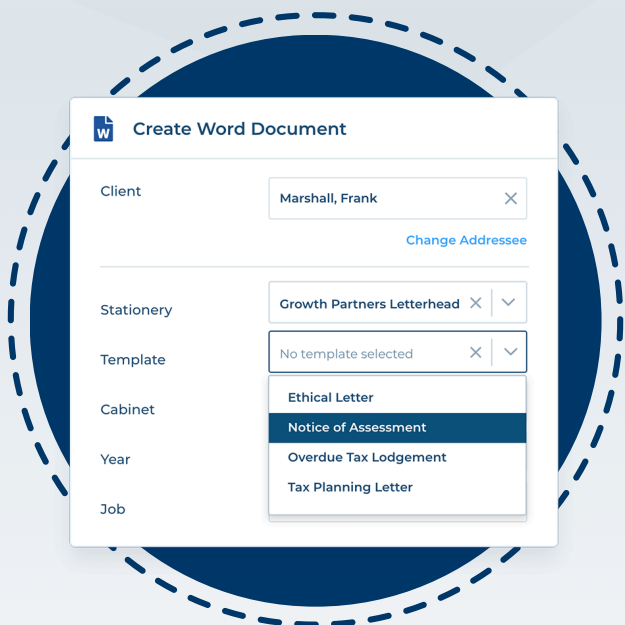 W
Create Word Document
Client
Marshall, Frank
Change Addressee
Stationery
Growth Partners Letterhead
Template
No template selected
Ethical Letter
Cabinet
Notice of Assessment
Year
Overdue Tax Lodgement
Tax Planning Letter
Job